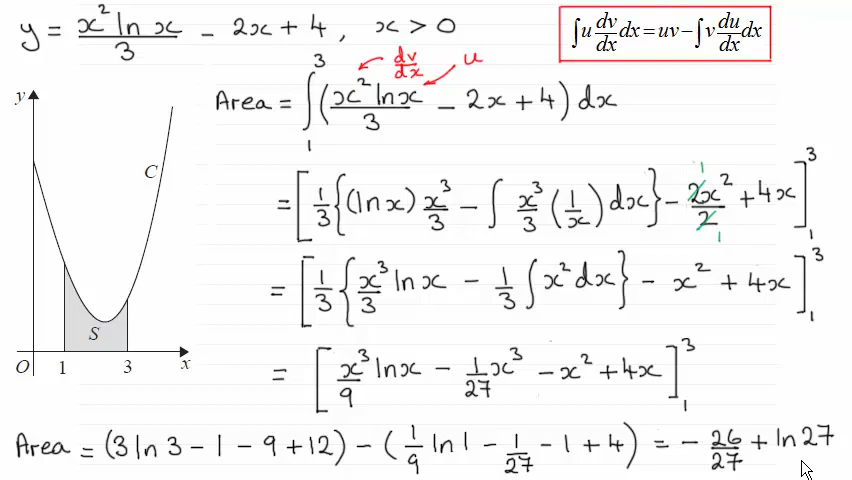 y = x² ln x / 3 − 2x + 4, x > 0
∫ u dv/dx dx = uv − ∫ v du/dx dx
dv/dx u
Area = ∫₁³ (x² ln x / 3 − 2x + 4) dx
= [1/3 {(ln x) x³/3 − ∫ x³/3 (1/x) dx} − 2x²/2 + 4x]₁³
1
1
= [1/3 {x³/3 ln x − 1/3 ∫ x² dx} − x² + 4x]₁³
= [x³/9 ln x − 1/27 x³ − x² + 4x]₁³
Area = (3 ln 3 − 1 − 9 + 12) − (1/9 ln 1 − 1/27 − 1 + 4) = − 26/27 + ln 27
y
C
S
O 1 3 x